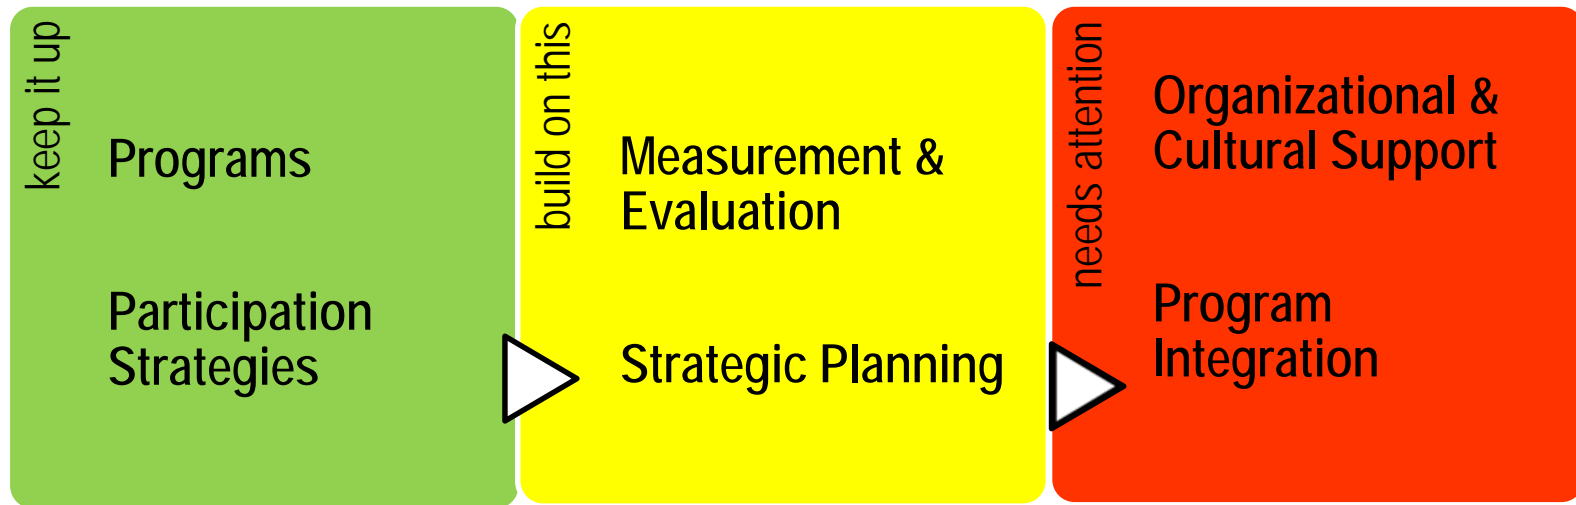 keep it up
Programs
Participation
Strategies
build on this
Measurement &
Evaluation
Strategic Planning
needs attention
Organizational &
Cultural Support
Program
Integration